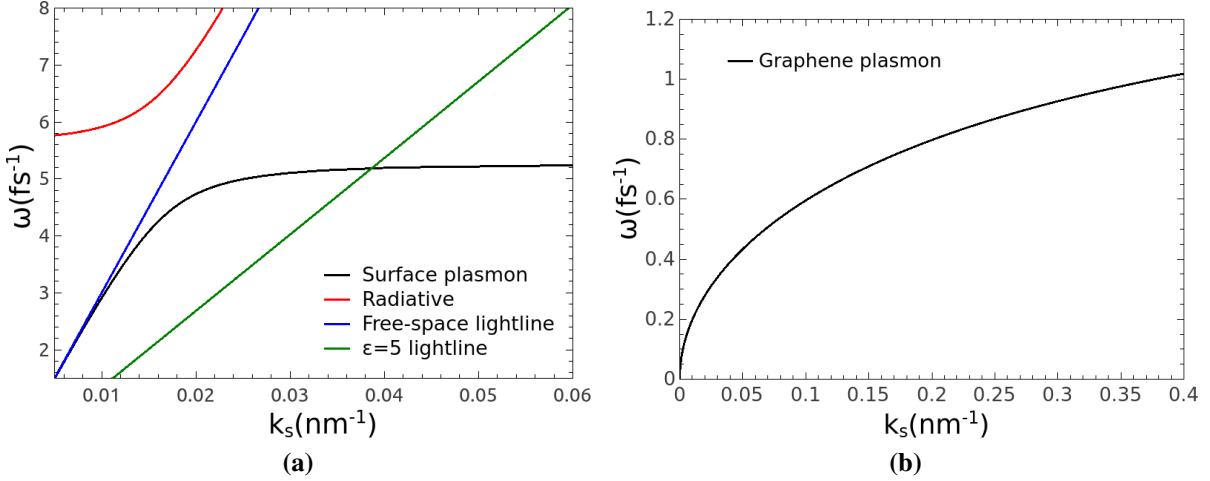 8
7
6
5
4
3
2
ω(fs⁻¹)
Surface plasmon
Radiative
Free-space lightline
ε=5 lightline
0.01 0.02 0.03 0.04 0.05 0.06
kₛ(nm⁻¹)
(a)
1.2
1
0.8
0.6
0.4
0.2
0
ω(fs⁻¹)
Graphene plasmon
0 0.05 0.1 0.15 0.2 0.25 0.3 0.35 0.4
kₛ(nm⁻¹)
(b)